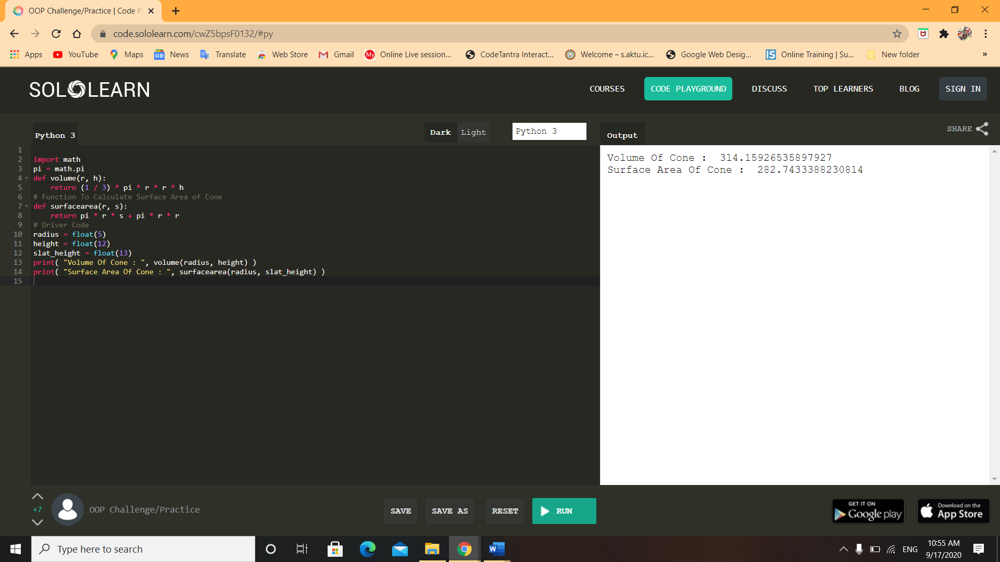 OOP Challenge/Practice | Code P
code.sololearn.com/cwZ5bpsF0132/#py
Apps YouTube Maps News Translate Web Store Gmail Online Live session... CodeTantra Interact... Welcome – s.aktu.ic... Google Web Desig... Online Training | Su... New folder »
SOLOLEARN COURSES CODE PLAYGROUND DISCUSS TOP LEARNERS BLOG SIGN IN
Python 3 Dark Light Python 3 Output SHARE
1
2 import math
3 pi = math.pi
4 def volume(r, h):
5     return (1 / 3) * pi * r * r * h
6 # Function To Calculate Surface Area of Cone
7 def surfacearea(r, s):
8     return pi * r * s + pi * r * r
9 # Driver Code
10 radius = float(5)
11 height = float(12)
12 slat_height = float(13)
13 print( "Volume Of Cone : ", volume(radius, height) )
14 print( "Surface Area Of Cone : ", surfacearea(radius, slat_height) )
15
Volume Of Cone :  314.15926535897927
Surface Area Of Cone :  282.7433388230814
+7 OOP Challenge/Practice
SAVE SAVE AS RESET RUN
GET IT ON
Google play
Download on the
App Store
Type here to search
ENG
10:55 AM
9/17/2020